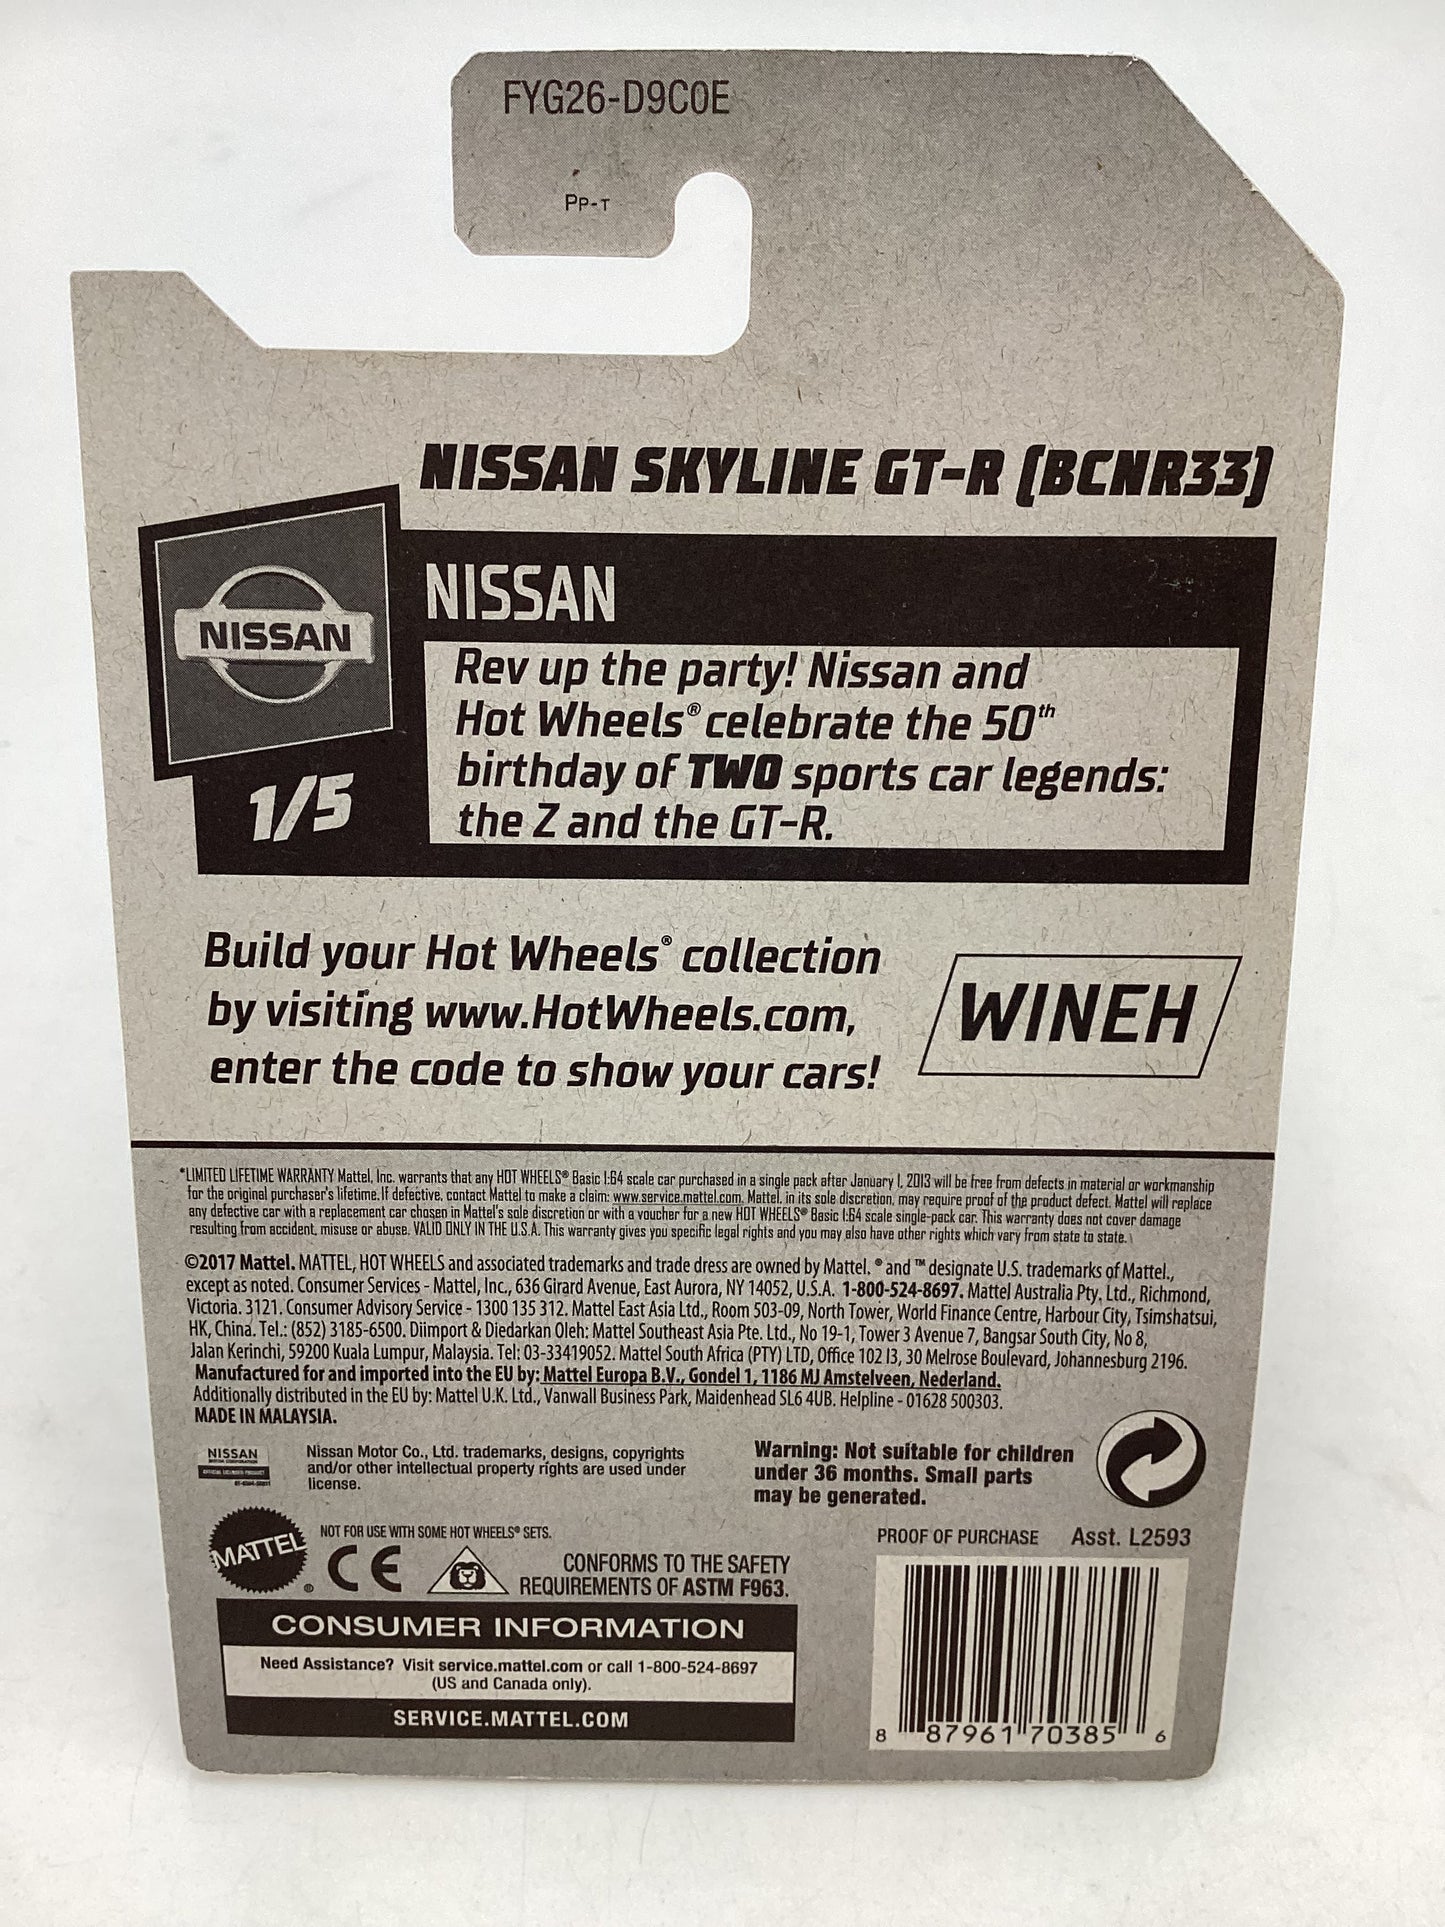 FYG26-D9C0E
PP-T
NISSAN SKYLINE GT-R (BCNR33)
NISSAN
NISSAN
Rev up the party! Nissan and
Hot Wheels® celebrate the 50th
birthday of TWO sports car legends:
the Z and the GT-R.
1/5
Build your Hot Wheels® collection
by visiting www.HotWheels.com,
enter the code to show your cars!
WINEH
*LIMITED LIFETIME WARRANTY Mattel, Inc. warrants that any HOT WHEELS® Basic 1:64 scale car purchased in a single pack after January 1, 2013 will be free from defects in material or workmanship
for the original purchaser's lifetime. If defective, contact Mattel to make a claim: www.service.mattel.com. Mattel, in its sole discretion, may require proof of the product defect. Mattel will replace
any defective car with a replacement car chosen in Mattel's sole discretion or with a voucher for a new HOT WHEELS® Basic 1:64 scale single-pack car. This warranty does not cover damage
resulting from accident, misuse or abuse. VALID ONLY IN THE U.S.A. This warranty gives you specific legal rights and you may also have other rights which vary from state to state.
©2017 Mattel. MATTEL, HOT WHEELS and associated trademarks and trade dress are owned by Mattel. ® and ™ designate U.S. trademarks of Mattel.,
except as noted. Consumer Services - Mattel, Inc., 636 Girard Avenue, East Aurora, NY 14052, U.S.A. 1-800-524-8697. Mattel Australia Pty. Ltd., Richmond,
Victoria. 3121. Consumer Advisory Service - 1300 135 312. Mattel East Asia Ltd., Room 503-09, North Tower, World Finance Centre, Harbour City, Tsimshatsui,
HK, China. Tel.: (852) 3185-6500. Diimport & Diedarkan Oleh: Mattel Southeast Asia Pte. Ltd., No 19-1, Tower 3 Avenue 7, Bangsar South City, No 8,
Jalan Kerinchi, 59200 Kuala Lumpur, Malaysia. Tel: 03-33419052. Mattel South Africa (PTY) LTD, Office 102 I3, 30 Melrose Boulevard, Johannesburg 2196.
Manufactured for and imported into the EU by: Mattel Europa B.V., Gondel 1, 1186 MJ Amstelveen, Nederland.
Additionally distributed in the EU by: Mattel U.K. Ltd., Vanwall Business Park, Maidenhead SL6 4UB. Helpline - 01628 500303.
MADE IN MALAYSIA.
NISSAN
MOTOR CORPORATION
OFFICIAL LICENSED PRODUCT
Nissan Motor Co., Ltd. trademarks, designs, copyrights
and/or other intellectual property rights are used under
license.
Warning: Not suitable for children
under 36 months. Small parts
may be generated.
MATTEL®
NOT FOR USE WITH SOME HOT WHEELS® SETS.
CE
CONFORMS TO THE SAFETY
REQUIREMENTS OF ASTM F963.
PROOF OF PURCHASE Asst. L2593
CONSUMER INFORMATION
Need Assistance? Visit service.mattel.com or call 1-800-524-8697
(US and Canada only).
SERVICE.MATTEL.COM
8 87961 70385 6